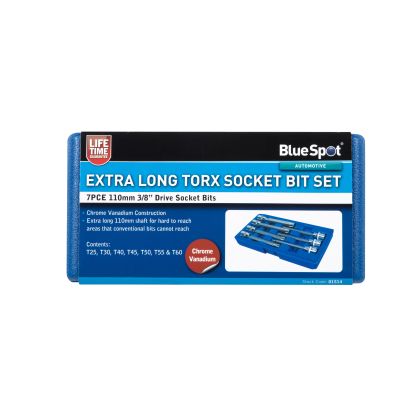 LIFE
TIME
GUARANTEE
BlueSpot
AUTOMOTIVE
EXTRA LONG TORX SOCKET BIT SET
7PCE 110mm 3/8" Drive Socket Bits
- Chrome Vanadium Construction
- Extra long 110mm shaft for hard to reach
areas that conventional bits cannot reach
Contents:
T25, T30, T40, T45, T50, T55 & T60
Chrome
Vanadium
Stock Code: 01514